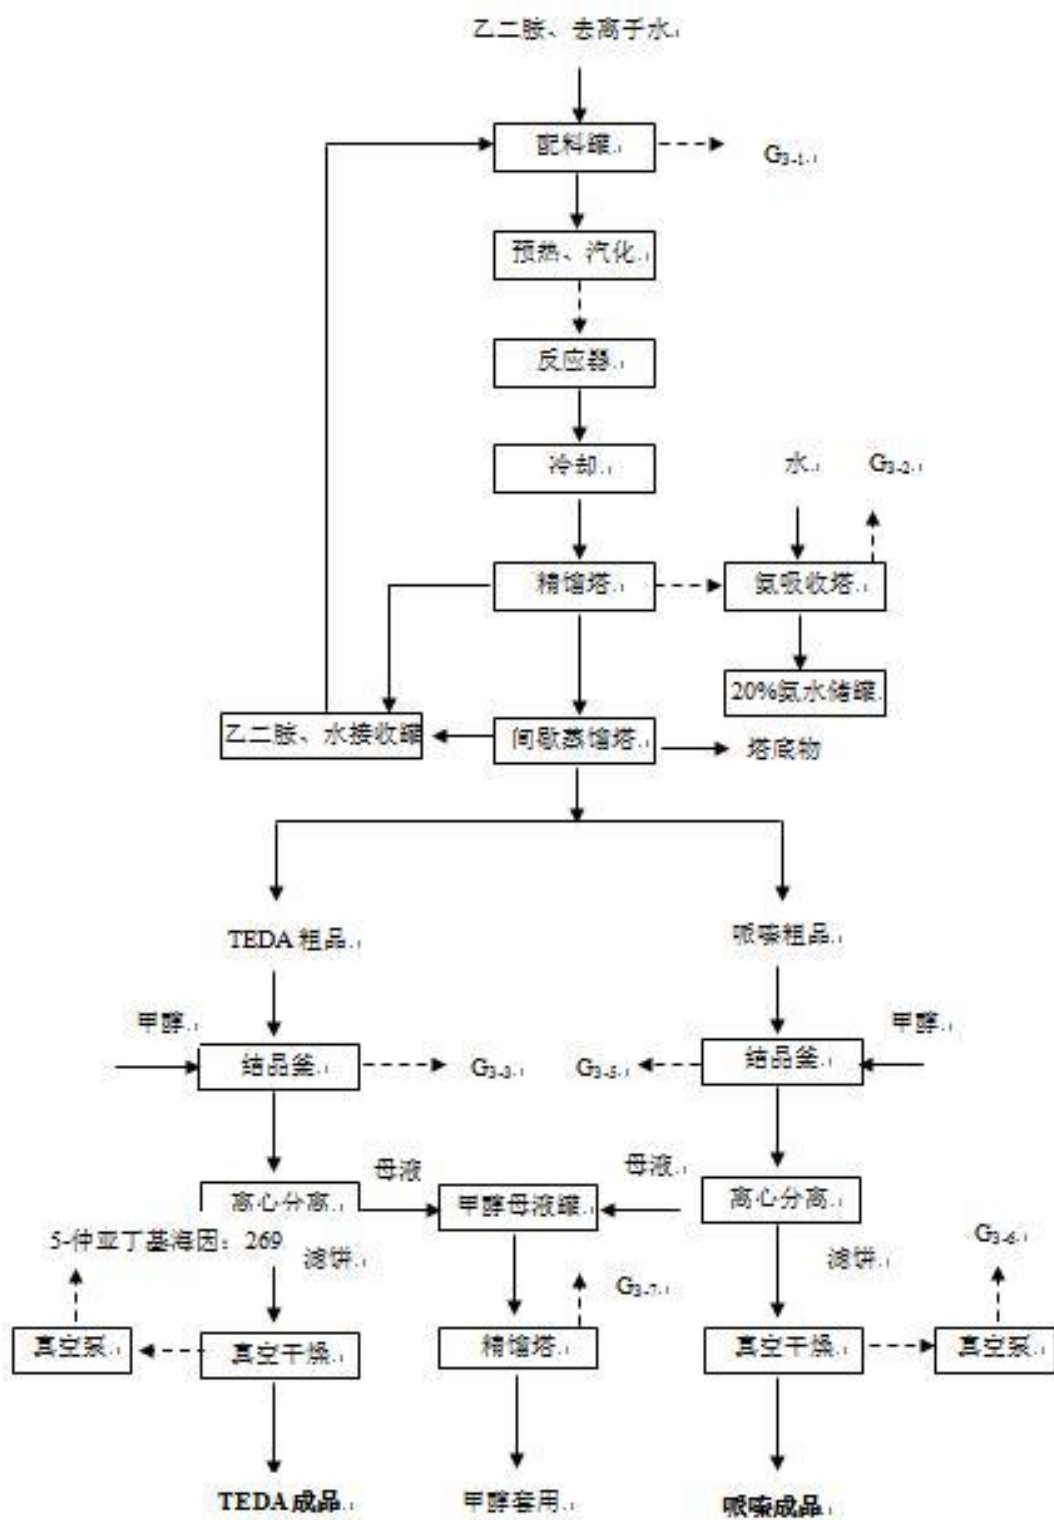 乙二胺、去离子水
配料罐
G3-1
预热、汽化
反应器
冷却
水
G3-2
精馏塔
氨吸收塔
20%氨水储罐
乙二胺、水接收罐
间歇蒸馏塔
塔底物
TEDA粗品
哌嗪粗品
甲醇
甲醇
结晶釜
G3-3
G3-5
结晶釜
母液
母液
离心分离
甲醇母液罐
离心分离
5-仲亚丁基海因：269
滤饼
滤饼
G3-6
G3-7
真空泵
真空干燥
精馏塔
真空干燥
真空泵
TEDA成品
甲醇套用
哌嗪成品